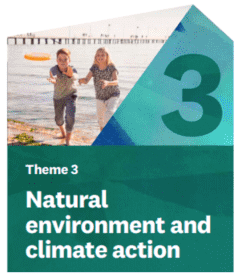 3
Theme 3
Natural
environment and
climate action